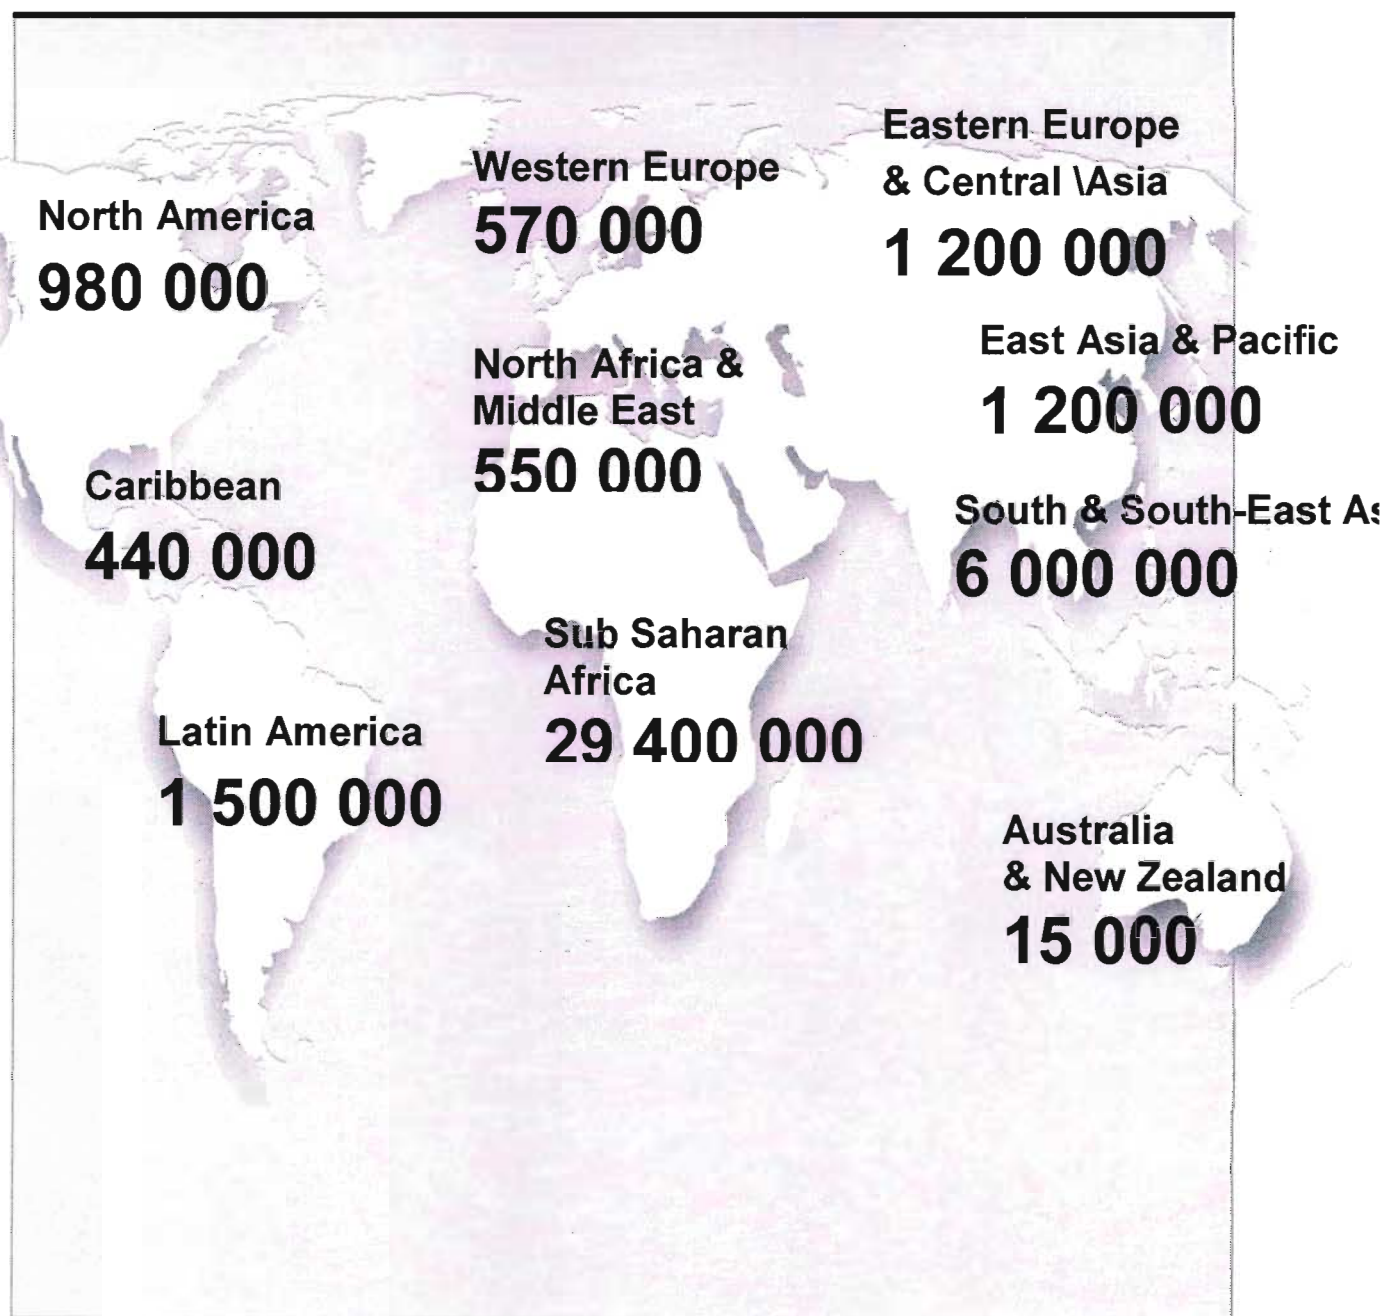 Eastern Europe
& Central \Asia
1 200 000
Western Europe
570 000
North America
980 000
East Asia & Pacific
1 200 000
North Africa &
Middle East
550 000
Caribbean
440 000
South & South-East As
6 000 000
Sub Saharan
Africa
29 400 000
Latin America
1 500 000
Australia
& New Zealand
15 000